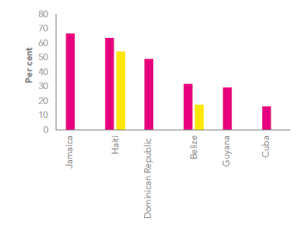 80
70
60
50
40
30
20
10
0
Per cent
Jamaica
Haiti
Dominican Republic
Belize
Guyana
Cuba